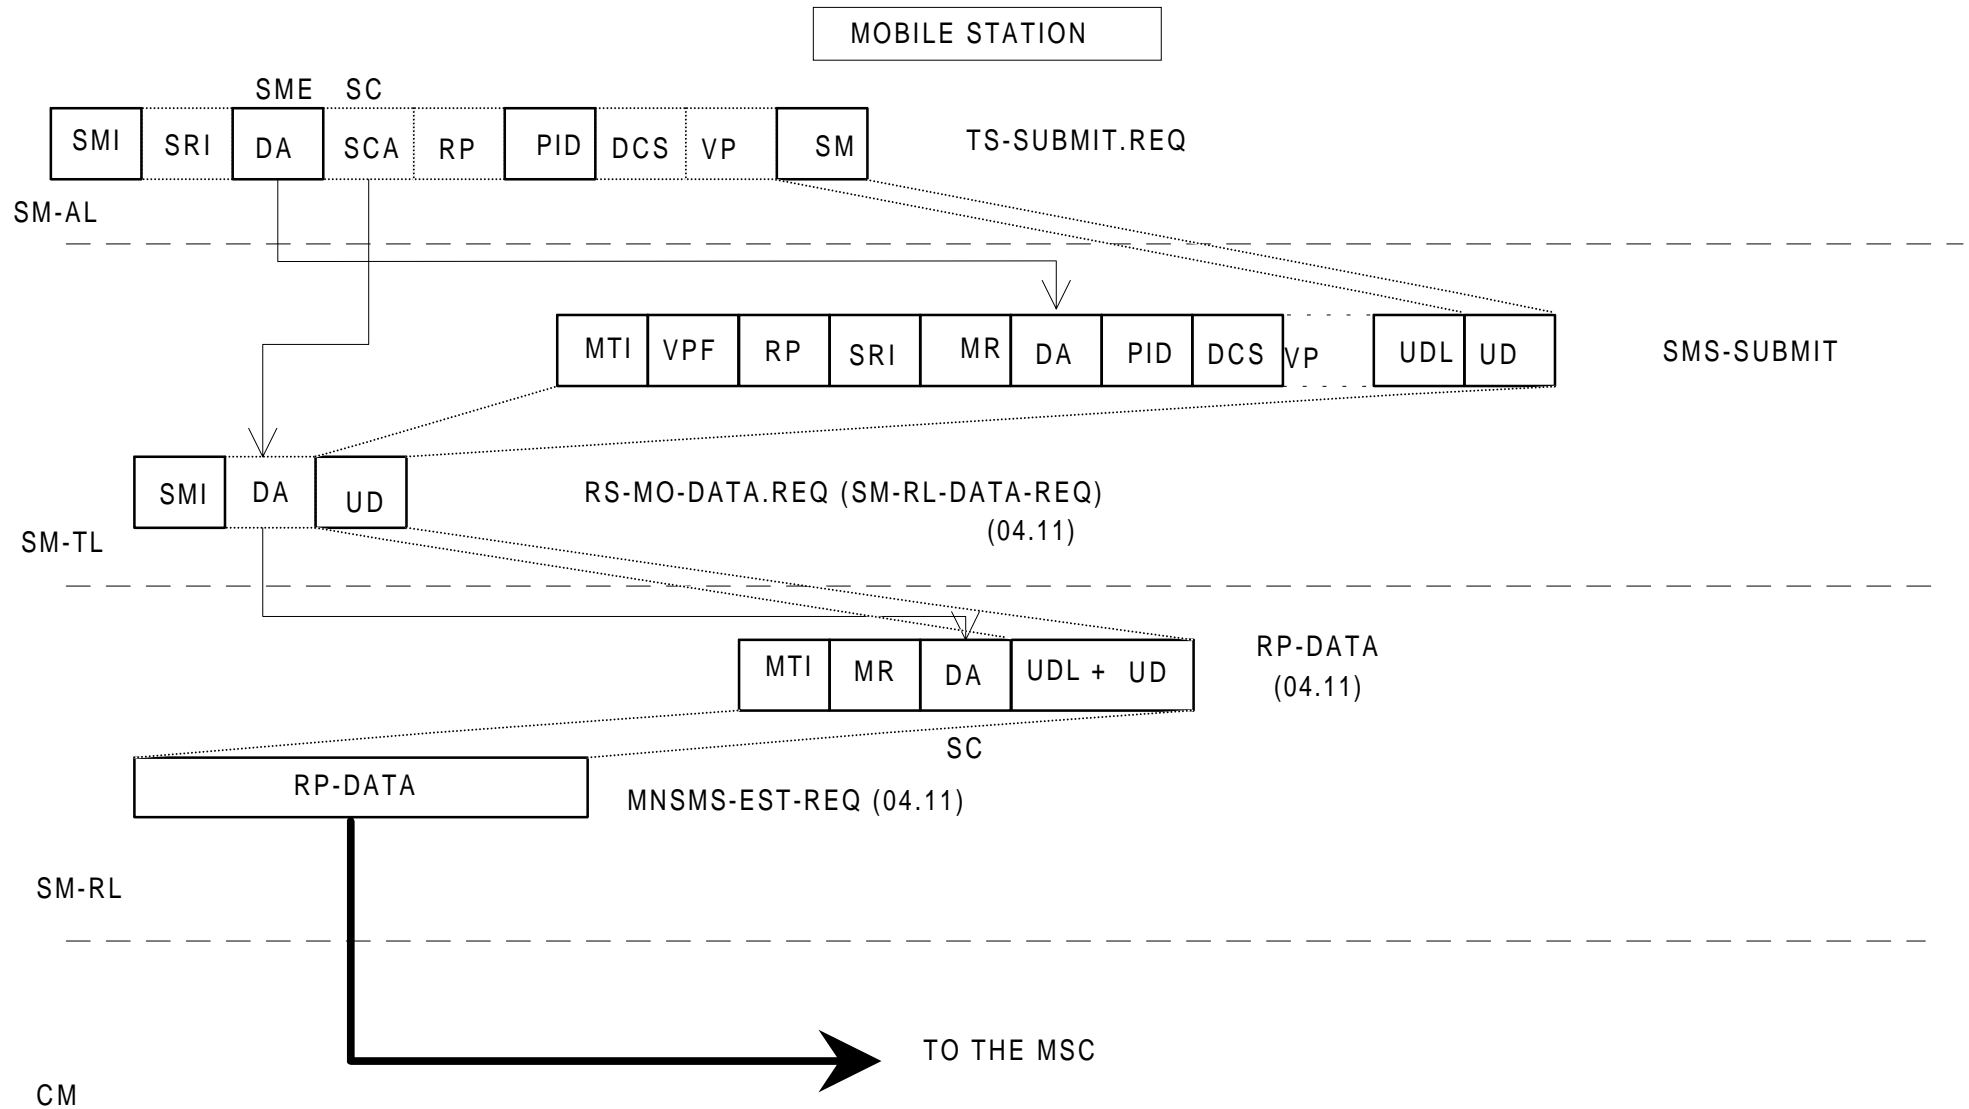 MOBILE STATION
SME SC
SMI SRI DA SCA RP PID DCS VP SM TS-SUBMIT.REQ
SM-AL
MTI VPF RP SRI MR DA PID DCS VP UDL UD SMS-SUBMIT
SMI DA UD RS-MO-DATA.REQ (SM-RL-DATA-REQ)
(04.11)
SM-TL
MTI MR DA UDL + UD RP-DATA
(04.11)
SC
RP-DATA MNSMS-EST-REQ (04.11)
SM-RL
TO THE MSC
CM